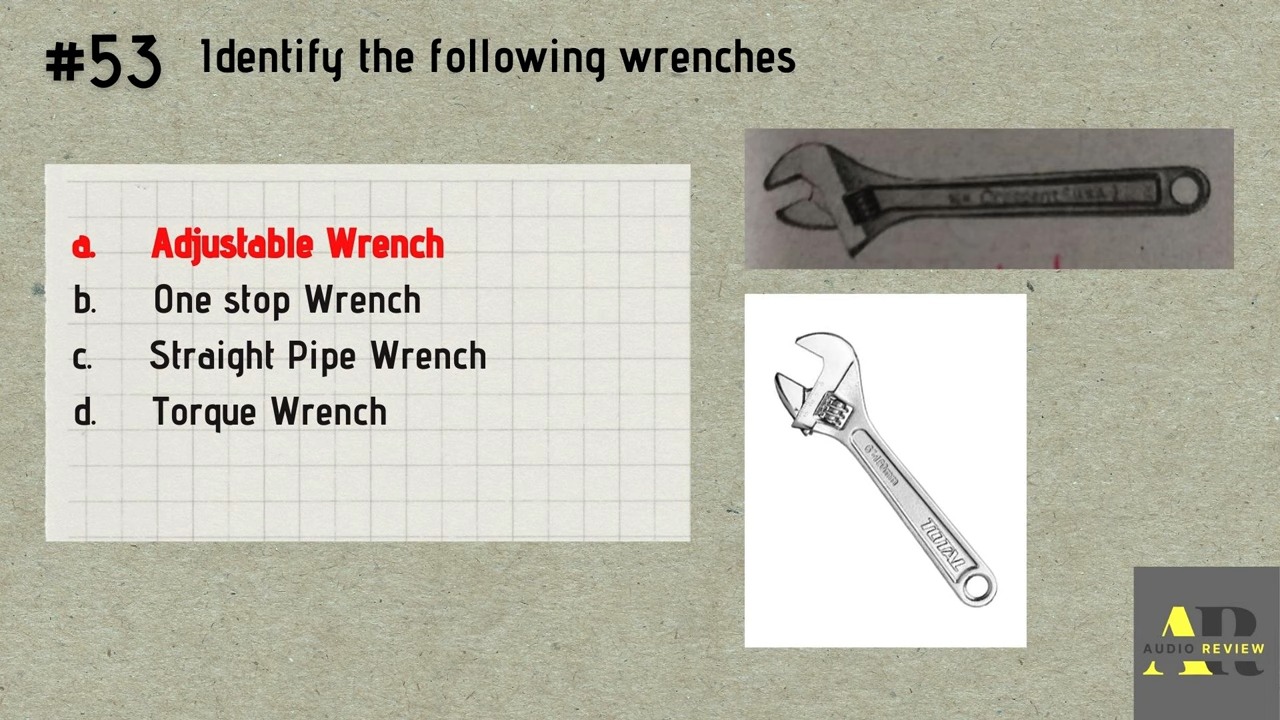 #53 Identify the following wrenches
a. Adjustable Wrench
b. One stop Wrench
c. Straight Pipe Wrench
d. Torque Wrench
Crescent
TOTAL
AR
AUDIO REVIEW